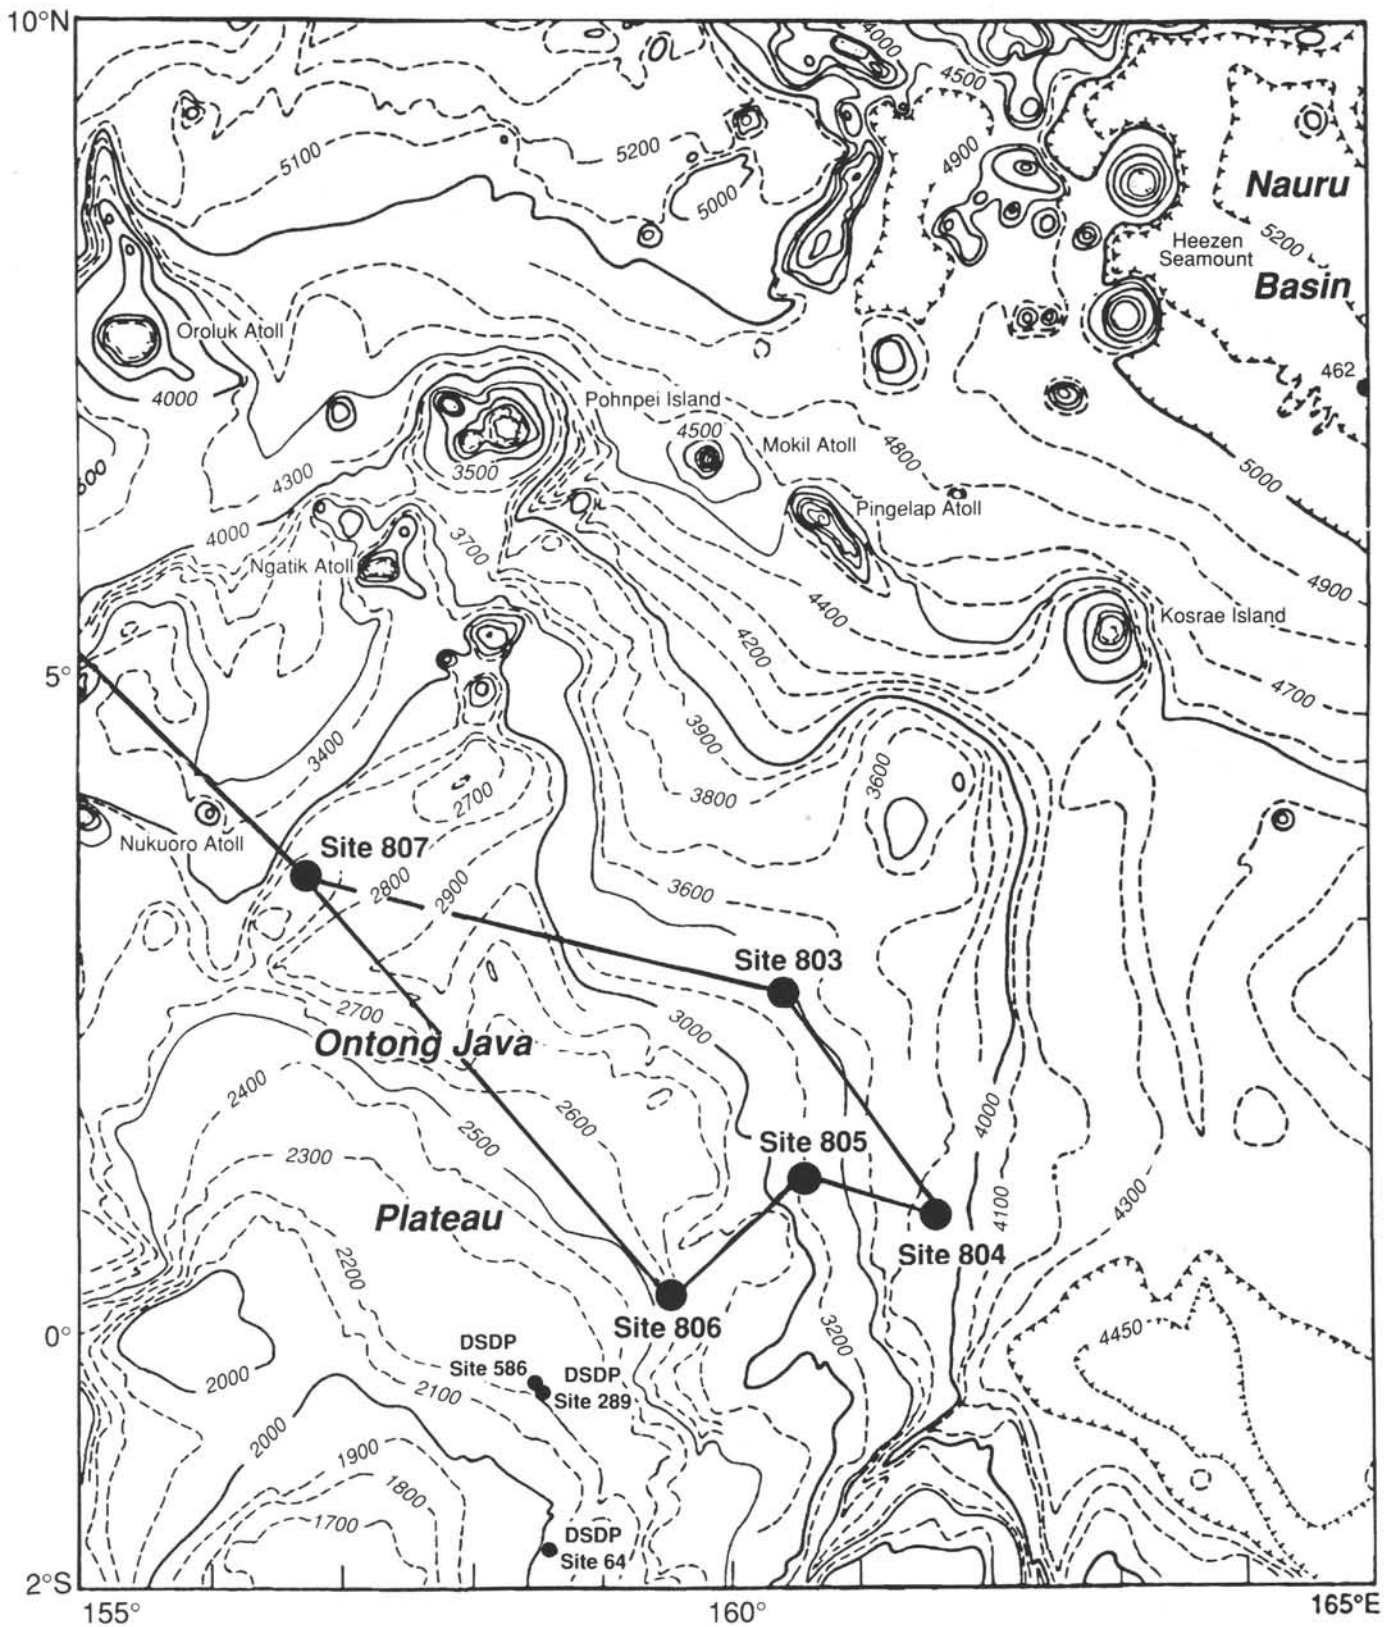 10°N
4000
4500
4900
5100
5200
5000
Nauru
5200
Heezen
Seamount
Basin
Oroluk Atoll
4000
462
Pohnpei Island
4500
Mokil Atoll
4800
5000
4300
3500
Pingelap Atoll
4000
3700
Ngatik Atoll
4900
4400
Kosrae Island
4200
5°
4700
3400
3900
3600
2700
3800
Nukuoro Atoll
Site 807
2800
2900
3600
Site 803
2700
3000
Ontong Java
2400
2600
4000
2500
Site 805
2300
4100
4300
Plateau
2200
Site 804
0°
Site 806
3200
4450
DSDP
Site 586
DSDP
Site 289
2000
2100
2000
1900
1800
1700
DSDP
Site 64
2°S
155°
160°
165°E